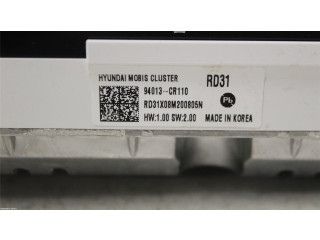 HYUNDAI MOBIS CLUSTER RD31
94013-CR110
RD31X08M200805N
Pb
HW:1.00 SW:2.00 MADE IN KOREA